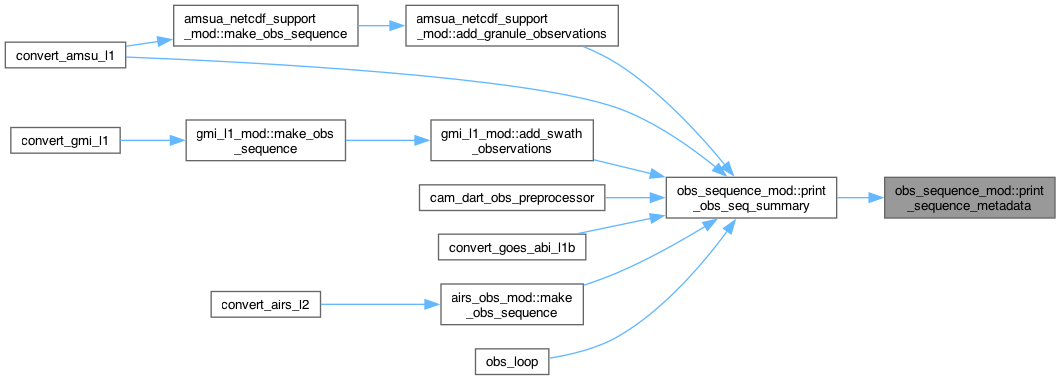 amsua_netcdf_support
_mod::make_obs_sequence
amsua_netcdf_support
_mod::add_granule_observations
convert_amsu_l1
convert_gmi_l1
gmi_l1_mod::make_obs
_sequence
gmi_l1_mod::add_swath
_observations
obs_sequence_mod::print
_obs_seq_summary
obs_sequence_mod::print
_sequence_metadata
cam_dart_obs_preprocessor
convert_goes_abi_l1b
convert_airs_l2
airs_obs_mod::make
_obs_sequence
obs_loop